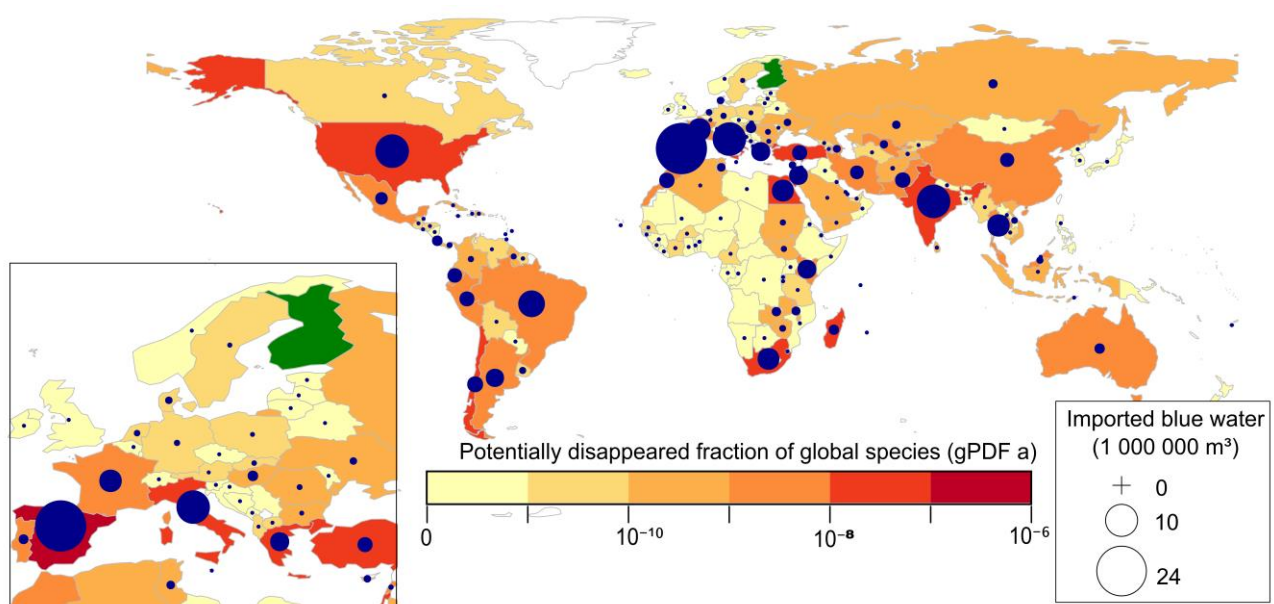 Potentially disappeared fraction of global species (gPDF a)
0 10⁻¹⁰ 10⁻⁸ 10⁻⁶
Imported blue water
(1 000 000 m³)
0
10
24